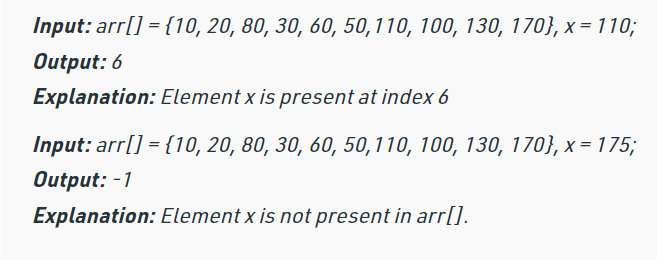 Input: arr[] = {10, 20, 80, 30, 60, 50,110, 100, 130, 170}, x = 110;
Output: 6
Explanation: Element x is present at index 6
Input: arr[] = {10, 20, 80, 30, 60, 50,110, 100, 130, 170}, x = 175;
Output: -1
Explanation: Element x is not present in arr[].